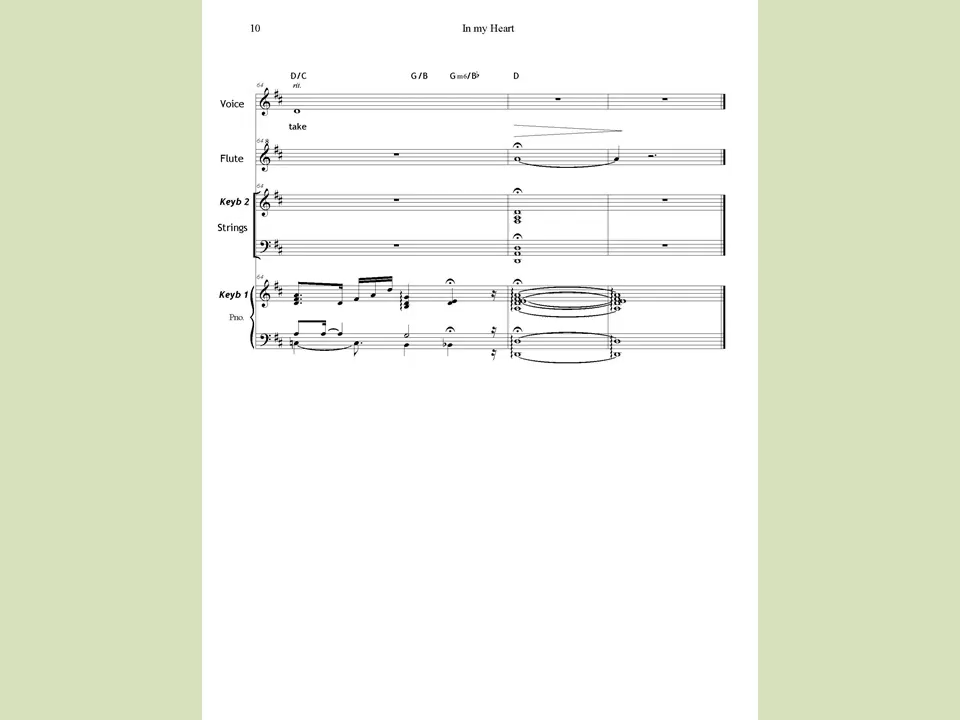 10 In my Heart
D/C G/B Gm6/B♭ D
64 rit.
Voice
take
64
Flute
64
Keyb 2
Strings
64
Keyb 1
Pno.